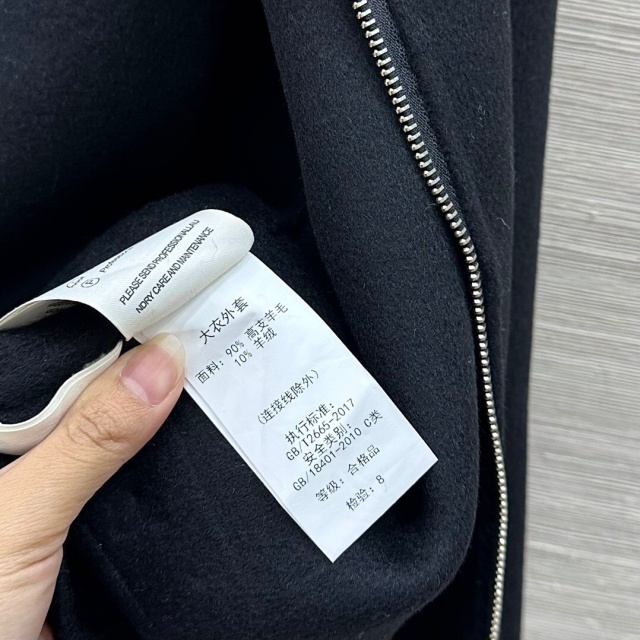 PLEASE SEND PROFESSIONAL LAU
NDRY CARE AND MAINTENANCE
大衣外套
面料: 90% 高支羊毛
10% 羊绒
(连接线除外)
执行标准:
GB/12665-2017
安全类别:
GB/18401-2010 C类
等级: 合格品
检验: 8